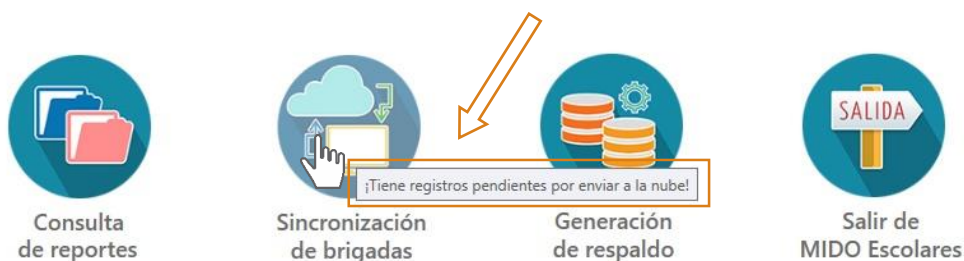 SALIDA
¡Tiene registros pendientes por enviar a la nube!
Consulta
de reportes
Sincronización
de brigadas
Generación
de respaldo
Salir de
MIDO Escolares